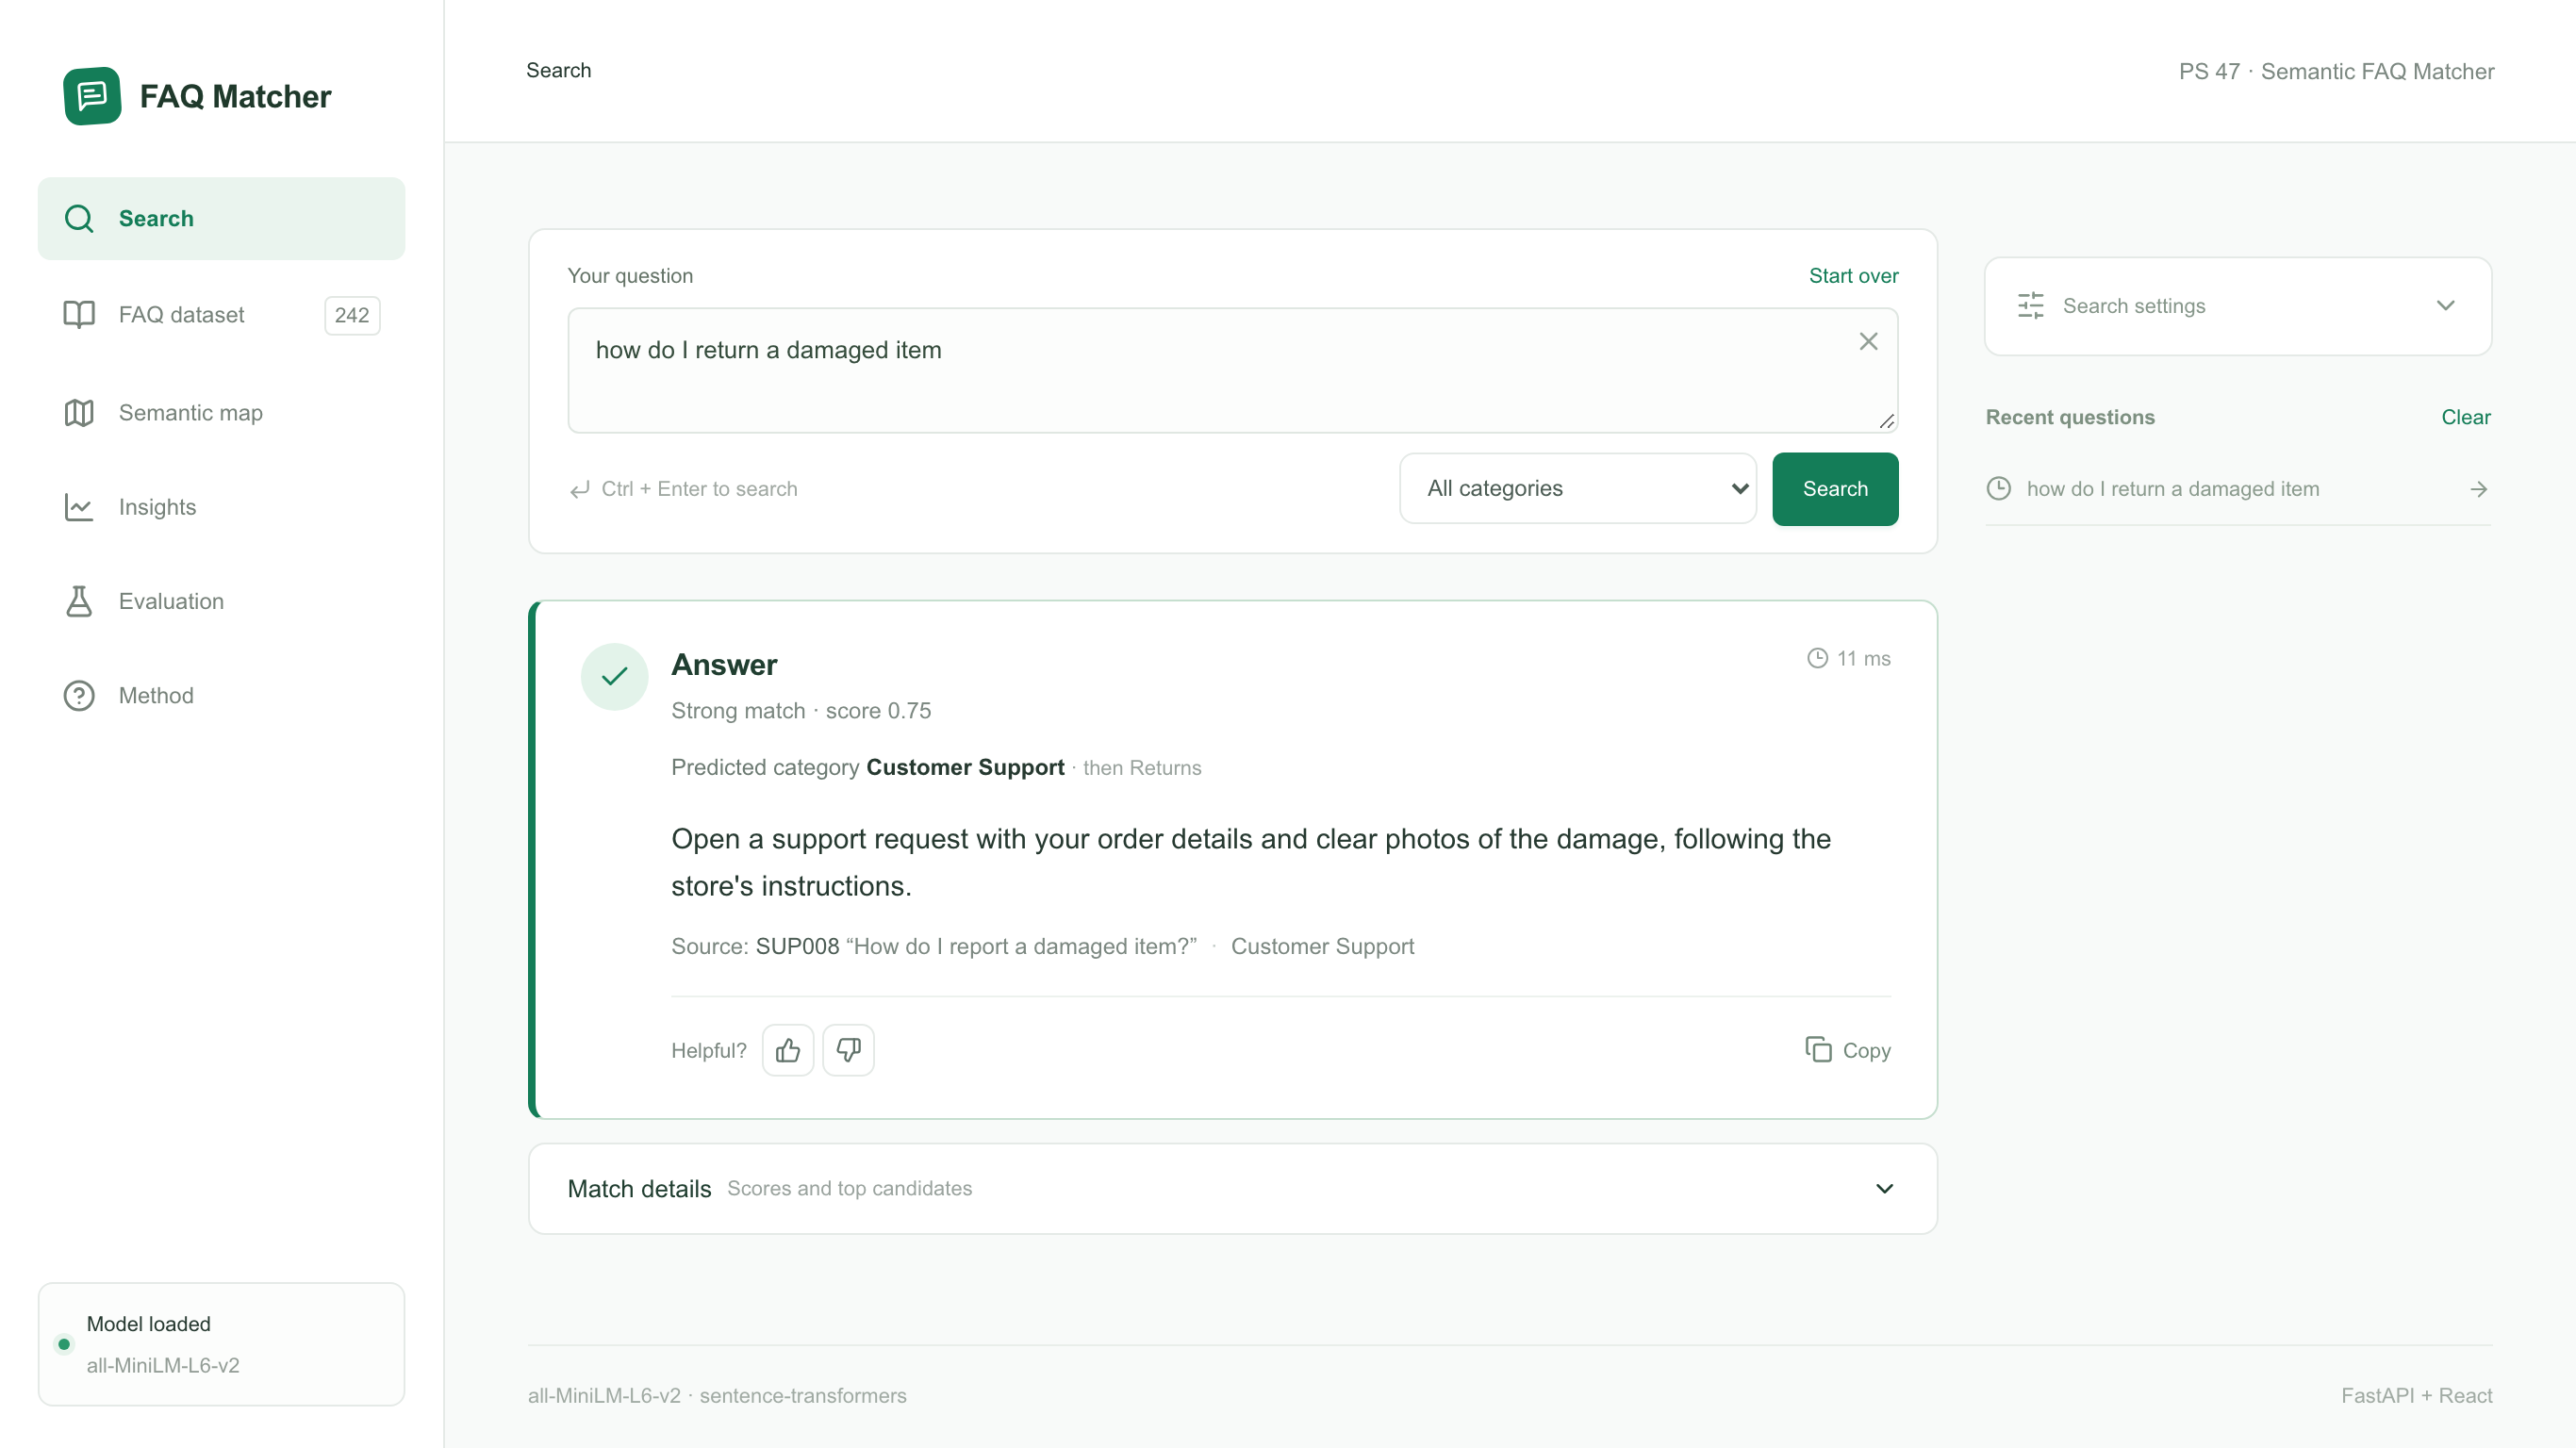 FAQ Matcher
Search
FAQ dataset 242
Semantic map
Insights
Evaluation
Method
Model loaded
all-MiniLM-L6-v2
Search
PS 47 · Semantic FAQ Matcher
Your question
Start over
how do I return a damaged item
Ctrl + Enter to search
All categories
Search
Answer
11 ms
Strong match · score 0.75
Predicted category Customer Support · then Returns
Open a support request with your order details and clear photos of the damage, following the
store's instructions.
Source: SUP008 “How do I report a damaged item?” · Customer Support
Helpful?
Copy
Match details Scores and top candidates
Search settings
Recent questions
Clear
how do I return a damaged item
all-MiniLM-L6-v2 · sentence-transformers
FastAPI + React